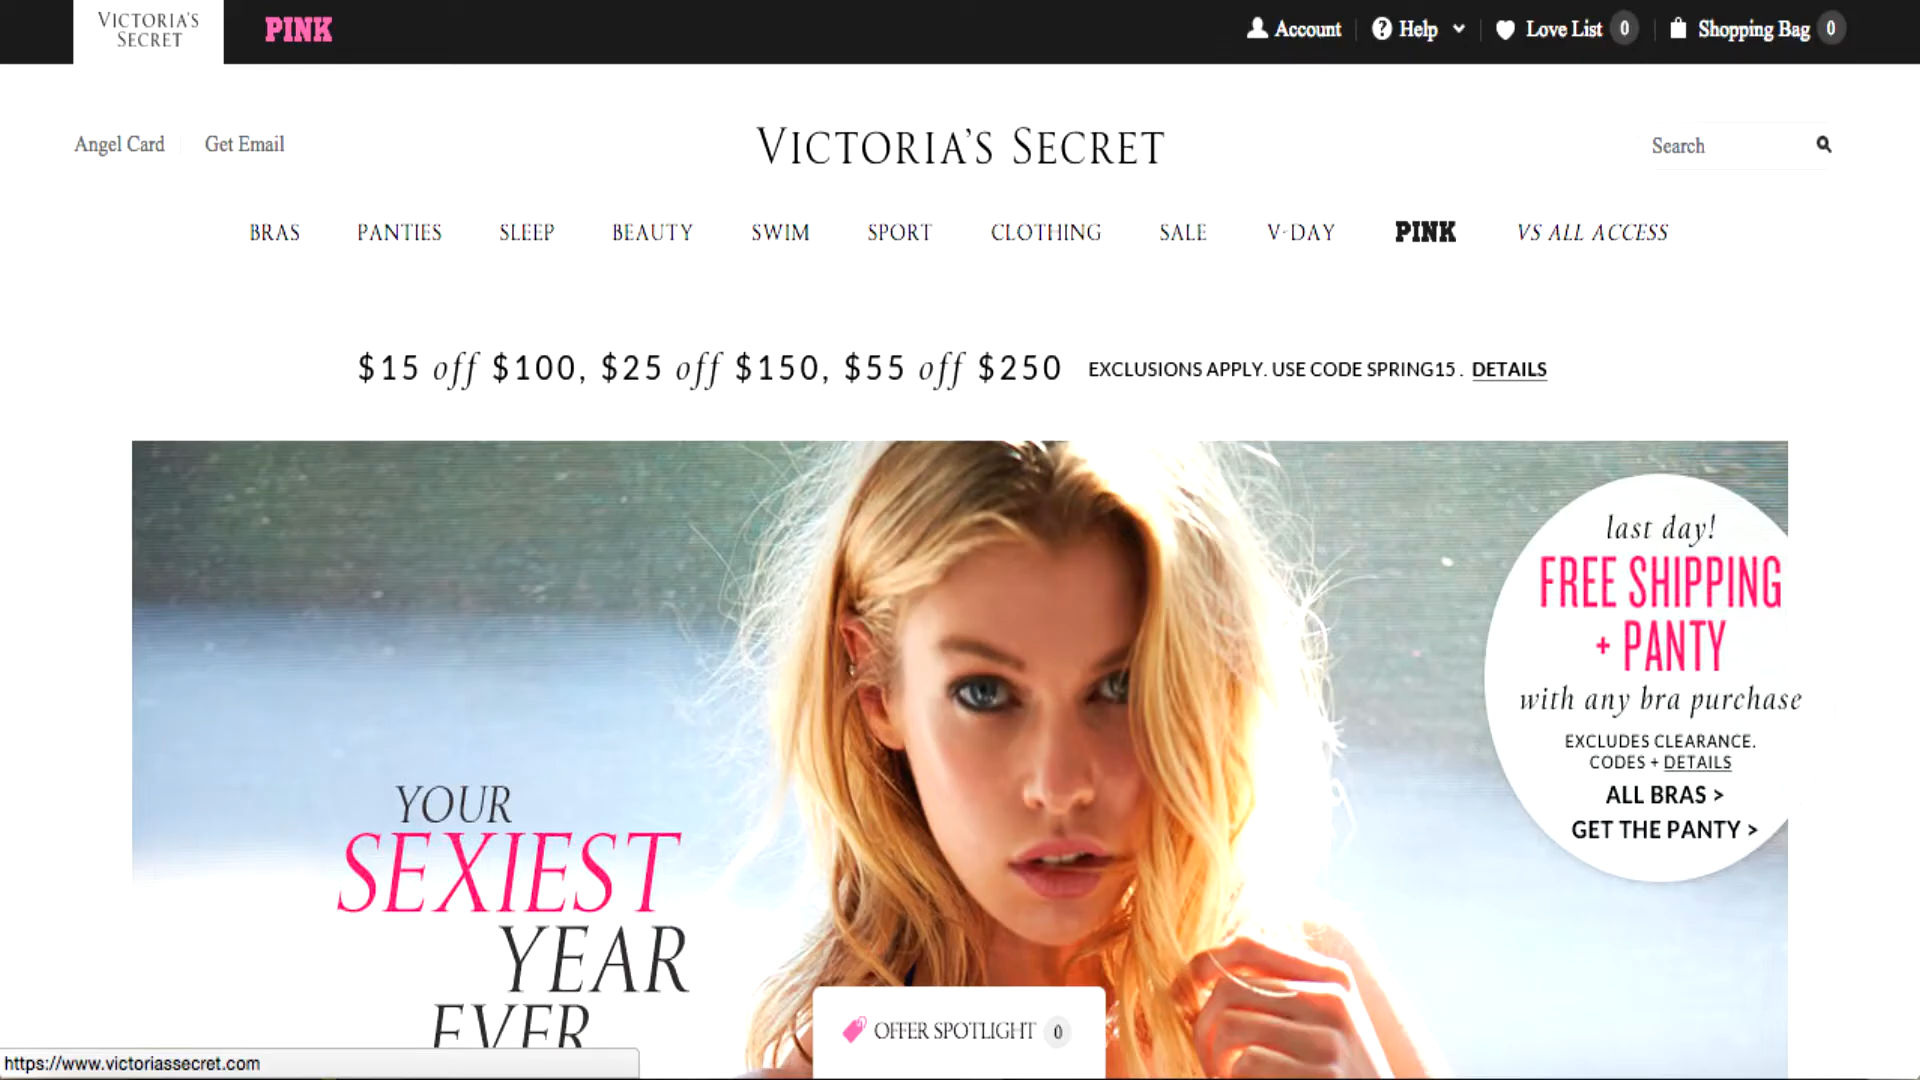 VICTORIA'S
SECRET
PINK
Account
Help
Love List 0
Shopping Bag 0
Angel Card
Get Email
VICTORIA'S SECRET
Search
BRAS PANTIES SLEEP BEAUTY SWIM SPORT CLOTHING SALE V-DAY PINK VS ALL ACCESS
$15 off $100, $25 off $150, $55 off $250 EXCLUSIONS APPLY. USE CODE SPRING15. DETAILS
last day!
FREE SHIPPING
+ PANTY
with any bra purchase
EXCLUDES CLEARANCE.
CODES + DETAILS
ALL BRAS >
GET THE PANTY >
YOUR
SEXIEST
YEAR
EVER
OFFER SPOTLIGHT 0
https://www.victoriassecret.com